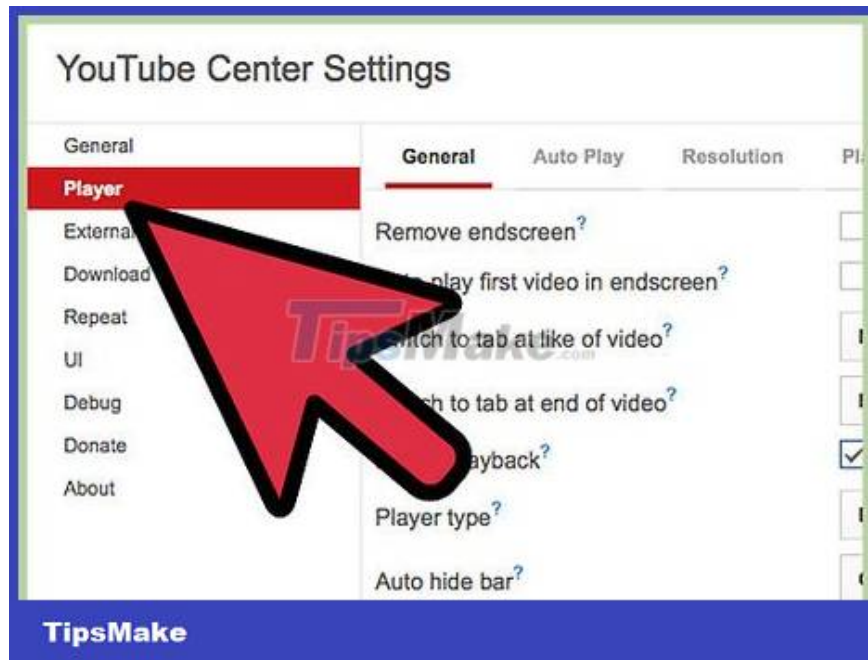 YouTube Center Settings
General
Player
External
Download
Repeat
UI
Debug
Donate
About
General Auto Play Resolution
Remove endscreen?
play first video in endscreen?
to tab at like of video?
to tab at end of video?
Player type?
Auto hide bar?
TipsMake.com
TipsMake